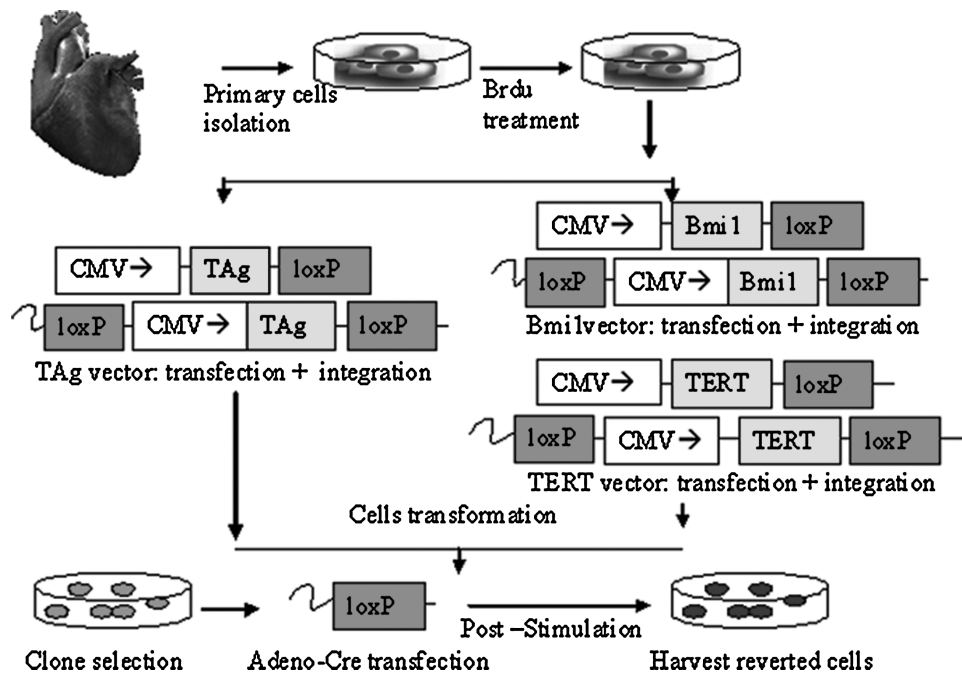 Primary cells
isolation
Brdu
treatment
CMV→ TAg loxP
loxP CMV→ TAg loxP
TAg vector: transfection + integration
CMV→ Bmi1 loxP
loxP CMV→ Bmi1 loxP
Bmi1vector: transfection + integration
CMV→ TERT loxP
loxP CMV→ TERT loxP
TERT vector: transfection + integration
Cells transformation
loxP
Post –Stimulation
Clone selection
Adeno-Cre transfection
Harvest reverted cells